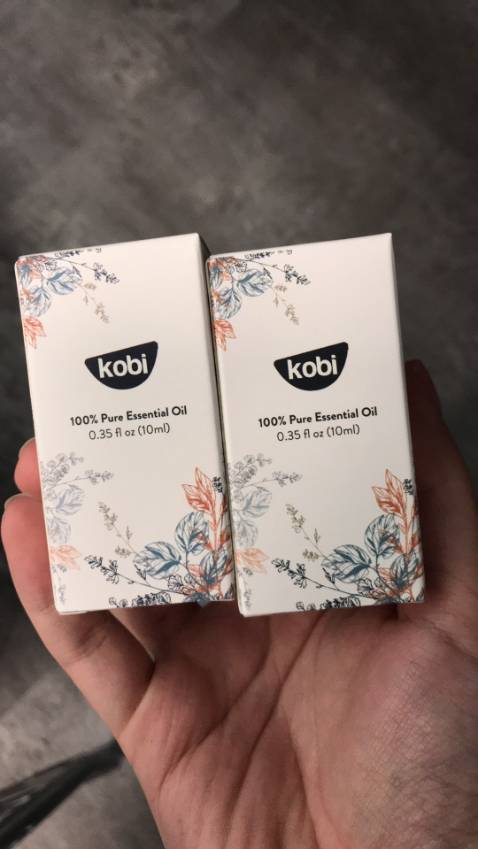 kobi
100% Pure Essential Oil
0.35 fl oz (10ml)
kobi
100% Pure Essential Oil
0.35 fl oz (10ml)